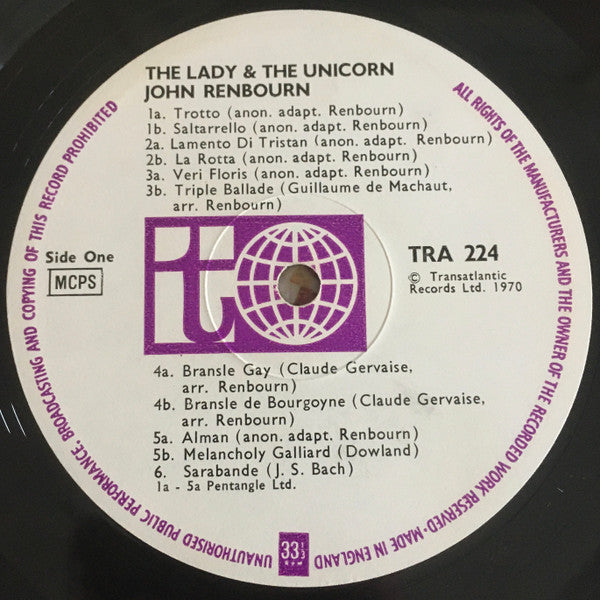 THE LADY & THE UNICORN
JOHN RENBOURN
1a. Trotto (anon. adapt. Renbourn)
1b. Saltarrello (anon. adapt. Renbourn)
2a. Lamento Di Tristan (anon. adapt. Renbourn)
2b. La Rotta (anon. adapt. Renbourn)
3a. Veri Floris (anon. adapt. Renbourn)
3b. Triple Ballade (Guillaume de Machaut,
arr. Renbourn)
Side One
MCPS
TRA 224
© Transatlantic
Records Ltd. 1970
4a. Bransle Gay (Claude Gervaise,
arr. Renbourn)
4b. Bransle de Bourgoyne (Claude Gervaise,
arr. Renbourn)
5a. Alman (anon. adapt. Renbourn)
5b. Melancholy Galliard (Dowland)
6. Sarabande (J. S. Bach)
1a - 5a Pentangle Ltd.
33 1/3
RPM
ALL RIGHTS OF THE MANUFACTURERS AND THE OWNER OF THE RECORDED WORK RESERVED-MADE IN ENGLAND
UNAUTHORISED PUBLIC PERFORMANCE, BROADCASTING AND COPYING OF THIS RECORD PROHIBITED